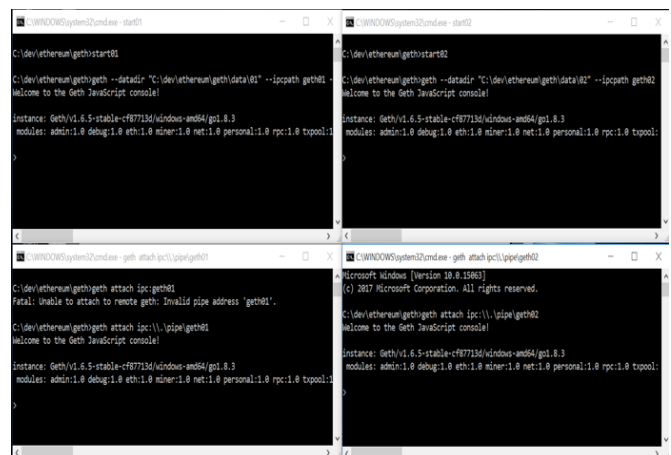 C:\WINDOWS\system32\cmd.exe - start01
C:\dev\ethereum\geth>start01
C:\dev\ethereum\geth>geth --datadir "C:\dev\ethereum\geth\data\01" --ipcpath geth01 -
Welcome to the Geth JavaScript console!
instance: Geth/v1.6.5-stable-cf87713d/windows-amd64/go1.8.3
modules: admin:1.0 debug:1.0 eth:1.0 miner:1.0 net:1.0 personal:1.0 rpc:1.0 txpool:1
>
C:\WINDOWS\system32\cmd.exe - start02
C:\dev\ethereum\geth>start02
C:\dev\ethereum\geth>geth --datadir "C:\dev\ethereum\geth\data\02" --ipcpath geth02
Welcome to the Geth JavaScript console!
instance: Geth/v1.6.5-stable-cf87713d/windows-amd64/go1.8.3
modules: admin:1.0 debug:1.0 eth:1.0 miner:1.0 net:1.0 personal:1.0 rpc:1.0 txpool:
>
C:\WINDOWS\system32\cmd.exe - geth attach ipc:\\.\pipe\geth01
C:\dev\ethereum\geth>geth attach ipc:geth01
Fatal: Unable to attach to remote geth: Invalid pipe address 'geth01'.
C:\dev\ethereum\geth>geth attach ipc:\\.\pipe\geth01
Welcome to the Geth JavaScript console!
instance: Geth/v1.6.5-stable-cf87713d/windows-amd64/go1.8.3
modules: admin:1.0 debug:1.0 eth:1.0 miner:1.0 net:1.0 personal:1.0 rpc:1.0 txpool:1
>
C:\WINDOWS\system32\cmd.exe - geth attach ipc:\\.\pipe\geth02
Microsoft Windows [Version 10.0.15063]
(c) 2017 Microsoft Corporation. All rights reserved.
C:\dev\ethereum\geth>geth attach ipc:\\.\pipe\geth02
Welcome to the Geth JavaScript console!
instance: Geth/v1.6.5-stable-cf87713d/windows-amd64/go1.8.3
modules: admin:1.0 debug:1.0 eth:1.0 miner:1.0 net:1.0 personal:1.0 rpc:1.0 txpool:
>